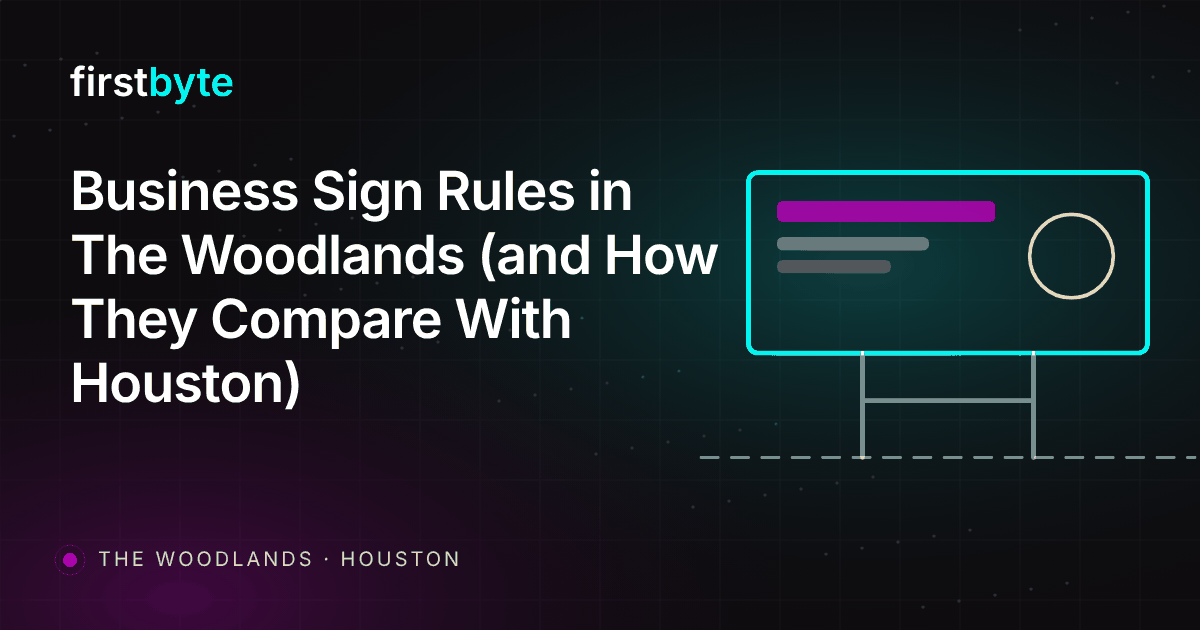 firstbyte
Business Sign Rules in
The Woodlands (and How
They Compare With
Houston)
THE WOODLANDS · HOUSTON